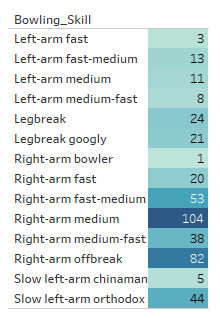 Bowling_Skill
Left-arm fast 3
Left-arm fast-medium 13
Left-arm medium 11
Left-arm medium-fast 8
Legbreak 24
Legbreak googly 21
Right-arm bowler 1
Right-arm fast 20
Right-arm fast-medium 53
Right-arm medium 104
Right-arm medium-fast 38
Right-arm offbreak 82
Slow left-arm chinaman 5
Slow left-arm orthodox 44